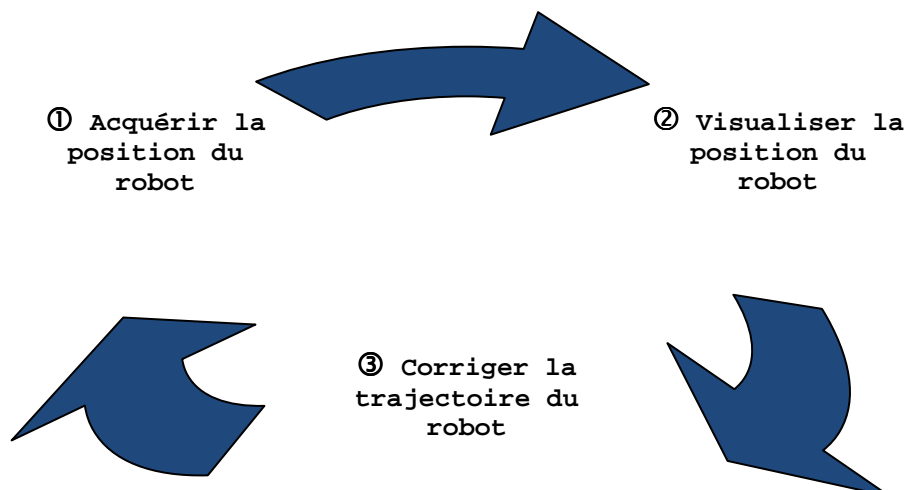 ① Acquérir la
position du
robot
② Visualiser la
position du
robot
③ Corriger la
trajectoire du
robot